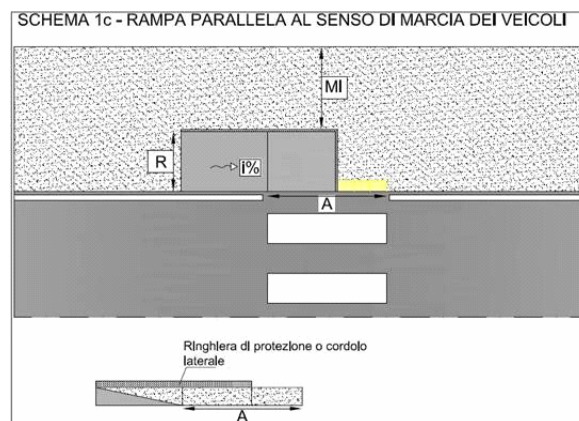 SCHEMA 1c - RAMPA PARALLELA AL SENSO DI MARCIA DEI VEICOLI
MI
R
i%
A
Ringhiera di protezione o cordolo
laterale
A